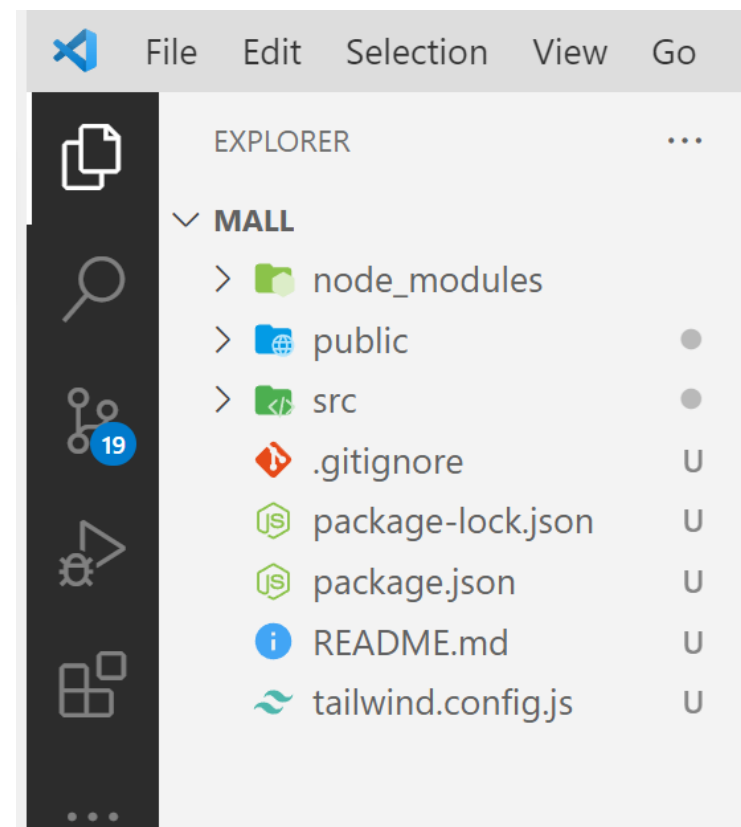 File Edit Selection View Go
EXPLORER ...
MALL
node_modules
public
src
19
.gitignore U
package-lock.json U
package.json U
README.md U
tailwind.config.js U